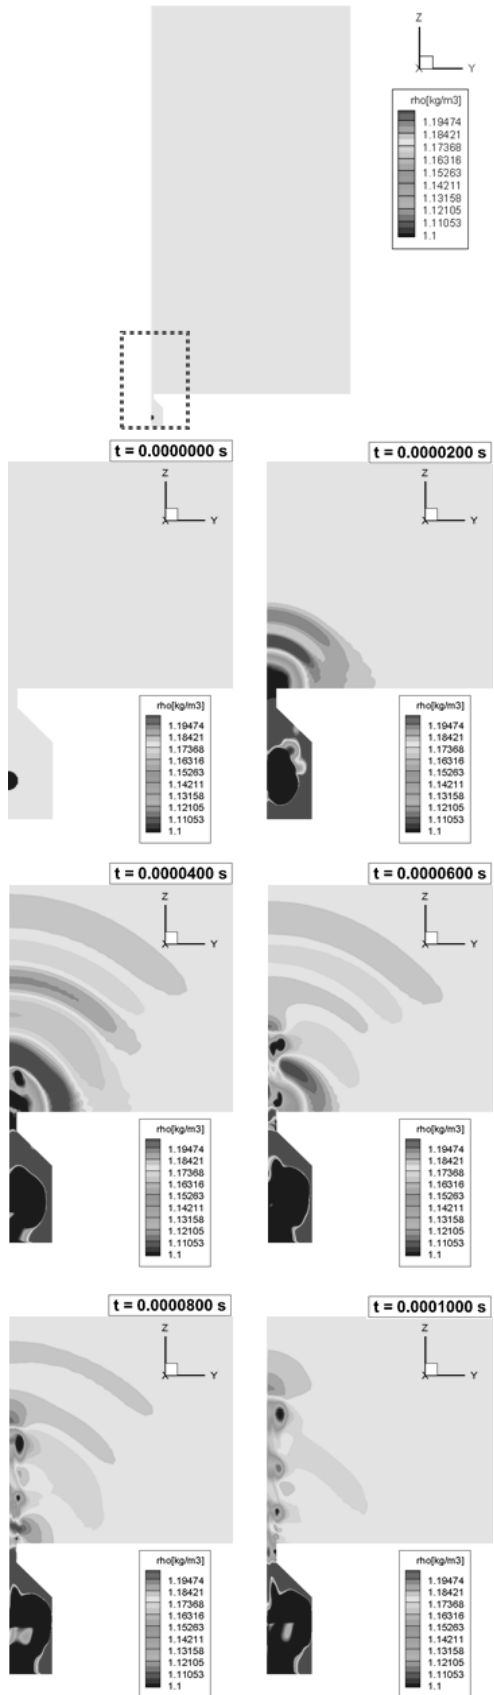 Z
X Y
rho[kg/m3]
1.19474
1.18421
1.17368
1.16316
1.15263
1.14211
1.13158
1.12105
1.11053
1.1
t = 0.0000000 s
Z
X Y
rho[kg/m3]
1.19474
1.18421
1.17368
1.16316
1.15263
1.14211
1.13158
1.12105
1.11053
1.1
t = 0.0000200 s
Z
X Y
rho[kg/m3]
1.19474
1.18421
1.17368
1.16316
1.15263
1.14211
1.13158
1.12105
1.11053
1.1
t = 0.0000400 s
Z
X Y
rho[kg/m3]
1.19474
1.18421
1.17368
1.16316
1.15263
1.14211
1.13158
1.12105
1.11053
1.1
t = 0.0000600 s
Z
X Y
rho[kg/m3]
1.19474
1.18421
1.17368
1.16316
1.15263
1.14211
1.13158
1.12105
1.11053
1.1
t = 0.0000800 s
Z
X Y
rho[kg/m3]
1.19474
1.18421
1.17368
1.16316
1.15263
1.14211
1.13158
1.12105
1.11053
1.1
t = 0.0001000 s
Z
X Y
rho[kg/m3]
1.19474
1.18421
1.17368
1.16316
1.15263
1.14211
1.13158
1.12105
1.11053
1.1